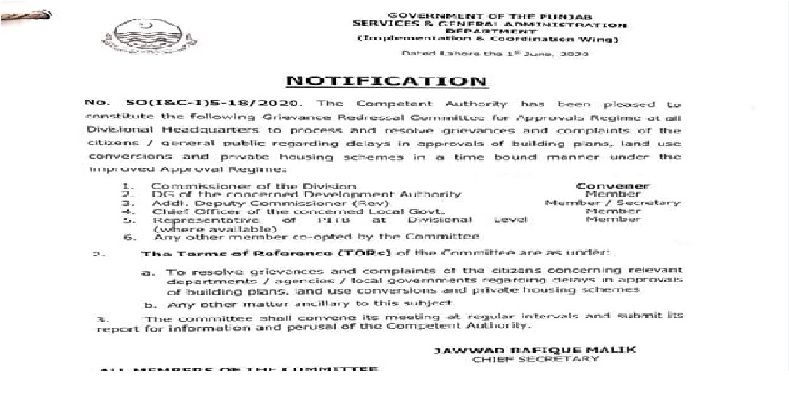 GOVERNMENT OF THE PUNJAB
SERVICES & GENERAL ADMINISTRATION
DEPARTMENT
(Implementation & Coordination Wing)
Dated Lahore the 1st June, 2020
NOTIFICATION
No. SO(I&C-I)5-18/2020. The Competent Authority has been pleased to
constitute the following Grievance Redressal Committee for Approvals Regime at all
Divisional Headquarters to process and resolve grievances and complaints of the
citizens / general public regarding delays in approvals of building plans, land use
conversions and private housing schemes in a time bound manner under the
Improved Approval Regime:
1. Commissioner of the Division Convener
2. DG of the concerned Development Authority Member
3. Addl. Deputy Commissioner (Rev) Member / Secretary
4. Chief Officer of the concerned Local Govt. Member
5. Representative of PITB at Divisional Level Member
(where available)
6. Any other member co-opted by the Committee
2. The Terms of Reference (TORs) of the Committee are as under:
a. To resolve grievances and complaints of the citizens concerning relevant
departments / agencies / local governments regarding delays in approvals
of building plans, land use conversions and private housing schemes
b. Any other matter ancillary to this subject
3. The committee shall convene its meeting at regular intervals and submit its
report for information and perusal of the Competent Authority.
JAWWAD RAFIQUE MALIK
CHIEF SECRETARY
ALL MEMBERS OF THE COMMITTEE